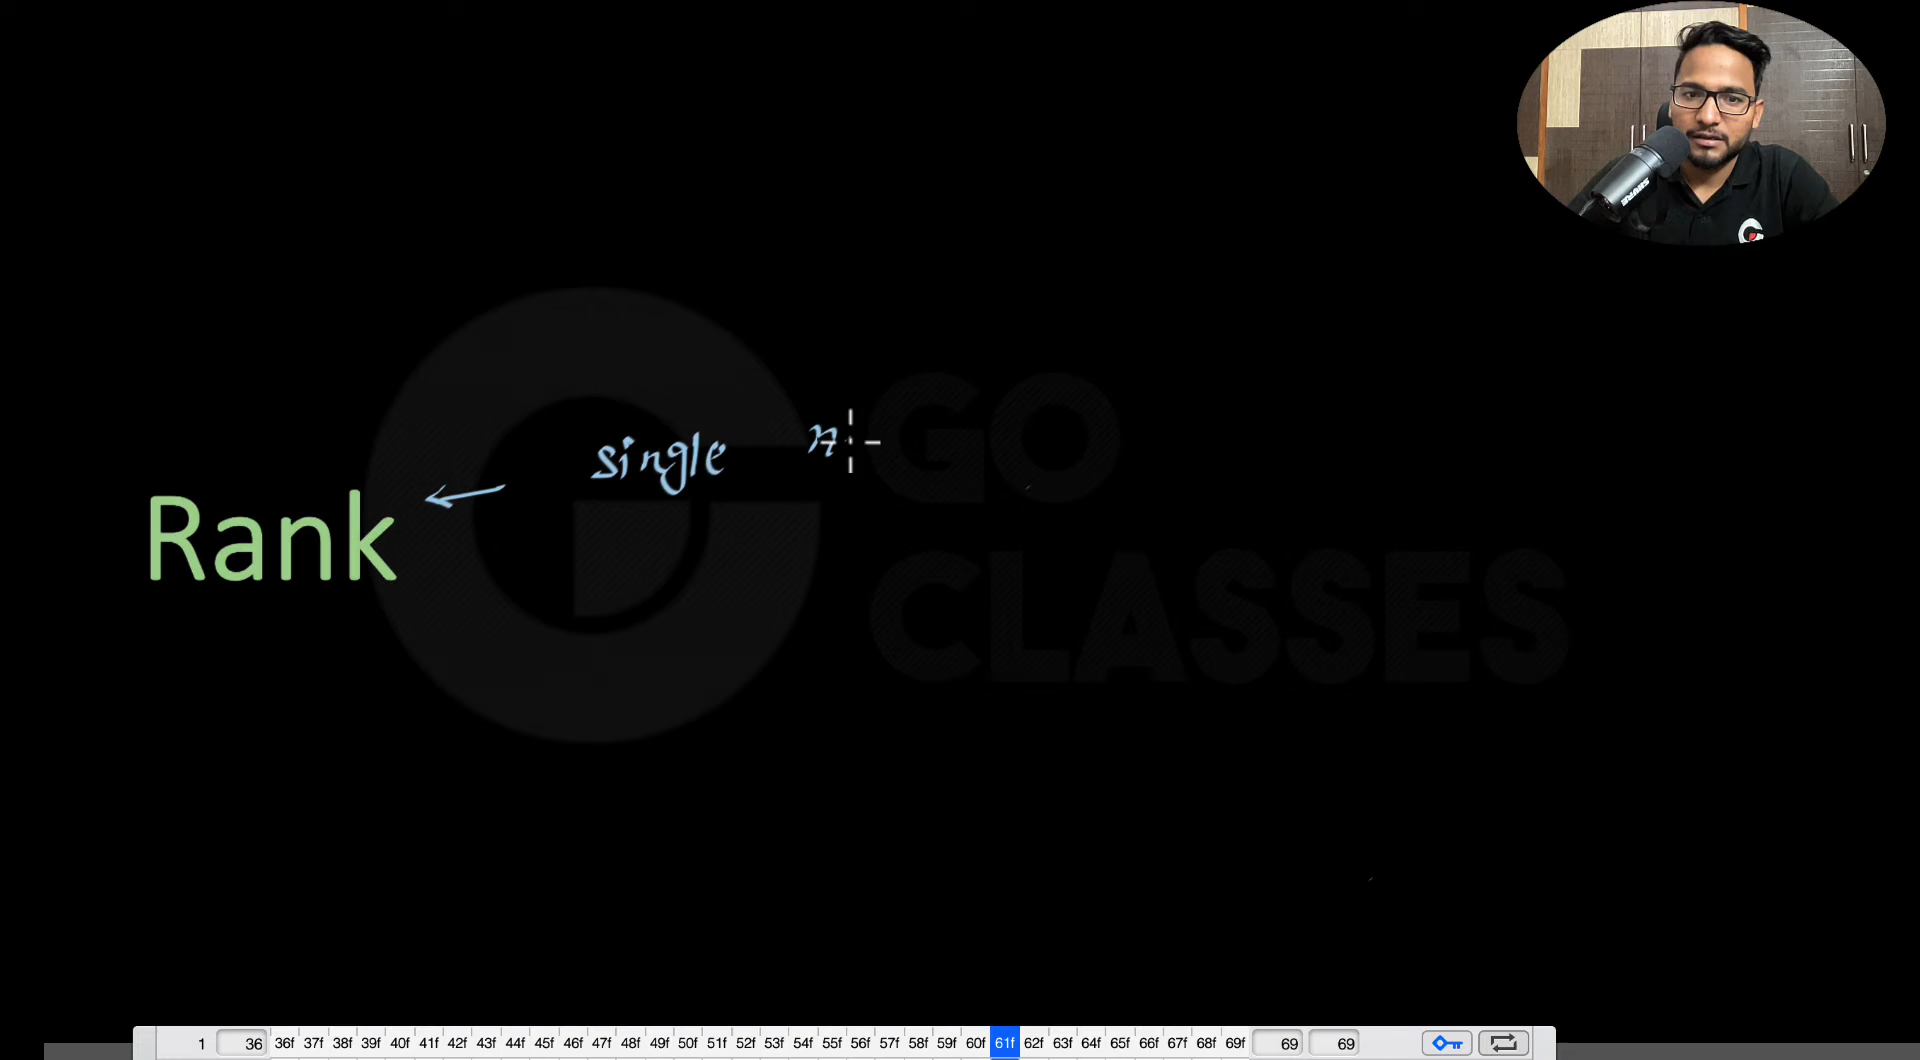 GO
single n
Rank
CLASSES
1 36 36f 37f 38f 39f 40f 41f 42f 43f 44f 45f 46f 47f 48f 49f 50f 51f 52f 53f 54f 55f 56f 57f 58f 59f 60f 61f 62f 63f 64f 65f 66f 67f 68f 69f 69 69